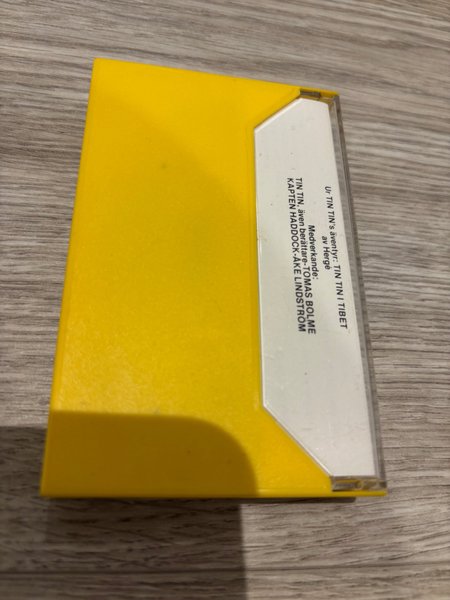 Ur TIN TIN's äventyr: TIN TIN I TIBET
av Hergé
Medverkande:
TIN TIN, även berättare-TOMAS BOLME
KAPTEN HADDOCK-ÅKE LINDSTRÖM